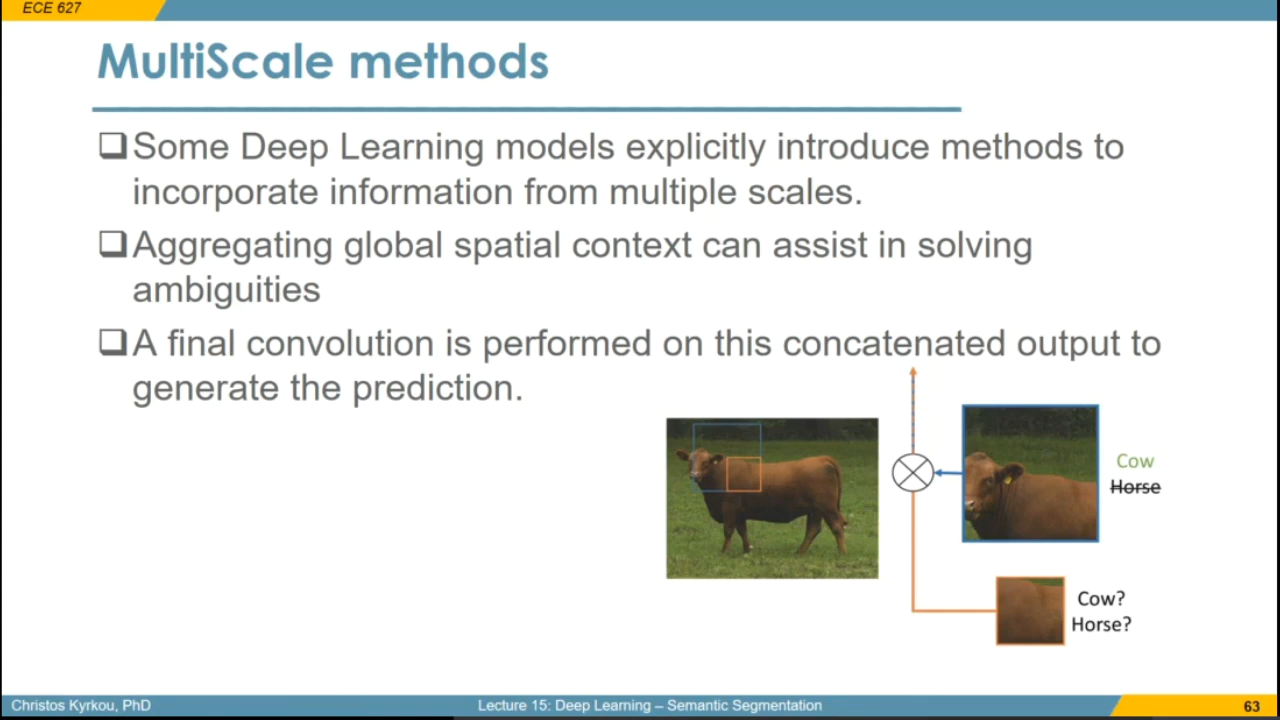 ECE 627
MultiScale methods
❑Some Deep Learning models explicitly introduce methods to
incorporate information from multiple scales.
❑Aggregating global spatial context can assist in solving
ambiguities
❑A final convolution is performed on this concatenated output to
generate the prediction.
Cow
Horse
Cow?
Horse?
Christos Kyrkou, PhD
Lecture 15: Deep Learning – Semantic Segmentation
63